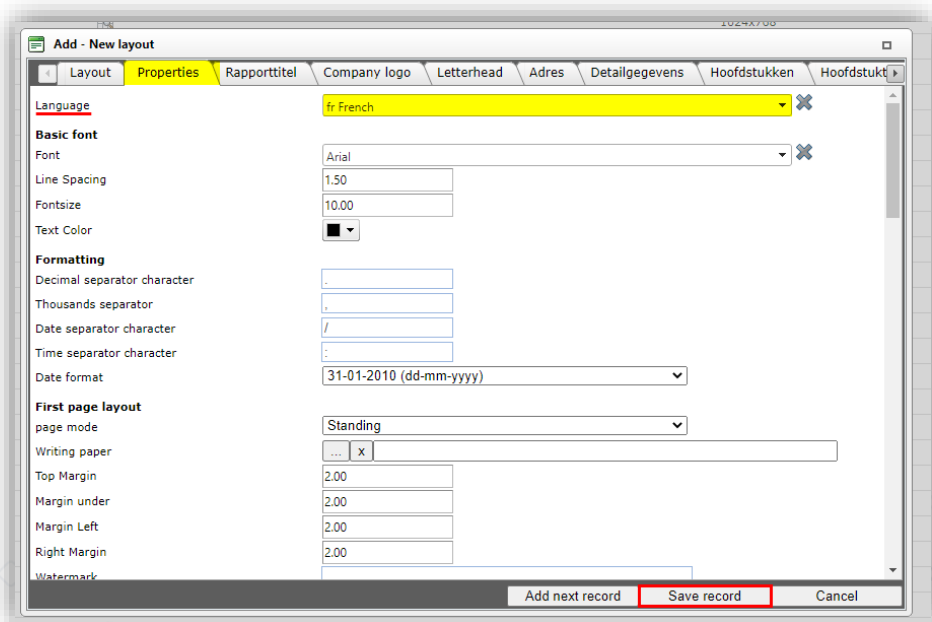 1024x768
Add - New layout
Layout Properties Rapporttitel Company logo Letterhead Adres Detailgegevens Hoofdstukken Hoofdstukt
Language fr French
Basic font
Font Arial
Line Spacing 1.50
Fontsize 10.00
Text Color
Formatting
Decimal separator character .
Thousands separator ,
Date separator character /
Time separator character :
Date format 31-01-2010 (dd-mm-yyyy)
First page layout
page mode Standing
Writing paper ... x
Top Margin 2.00
Margin under 2.00
Margin Left 2.00
Right Margin 2.00
Watermark
Add next record Save record Cancel